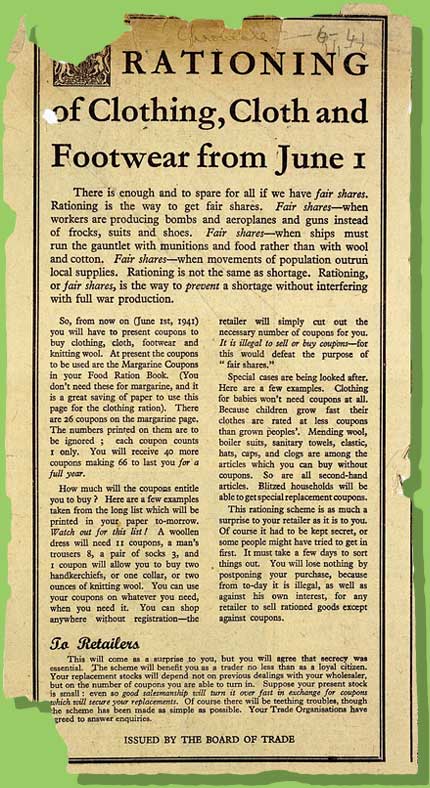 Chronicle — 6-41
RATIONING
of Clothing, Cloth and
Footwear from June 1
There is enough and to spare for all if we have fair shares.
Rationing is the way to get fair shares. Fair shares—when
workers are producing bombs and aeroplanes and guns instead
of frocks, suits and shoes. Fair shares—when ships must
run the gauntlet with munitions and food rather than with wool
and cotton. Fair shares—when movements of population outrun
local supplies. Rationing is not the same as shortage. Rationing,
or fair shares, is the way to prevent a shortage without interfering
with full war production.
So, from now on (June 1st, 1941)
you will have to present coupons to
buy clothing, cloth, footwear and
knitting wool. At present the coupons
to be used are the Margarine Coupons
in your Food Ration Book. (You
don't need these for margarine, and it
is a great saving of paper to use this
page for the clothing ration). There
are 26 coupons on the margarine page.
The numbers printed on them are to
be ignored ; each coupon counts
1 only. You will receive 40 more
coupons making 66 to last you for a
full year.
How much will the coupons entitle
you to buy ? Here are a few examples
taken from the long list which will be
printed in your paper to-morrow.
Watch out for this list! A woollen
dress will need 11 coupons, a man's
trousers 8, a pair of socks 3, and
1 coupon will allow you to buy two
handkerchiefs, or one collar, or two
ounces of knitting wool. You can use
your coupons on whatever you need,
when you need it. You can shop
anywhere without registration—the
retailer will simply cut out the
necessary number of coupons for you.
It is illegal to sell or buy coupons—for
this would defeat the purpose of
" fair shares."
Special cases are being looked after.
Here are a few examples. Clothing
for babies won't need coupons at all.
Because children grow fast their
clothes are rated at less coupons
than grown peoples'. Mending wool,
boiler suits, sanitary towels, elastic,
hats, caps, and clogs are among the
articles which you can buy without
coupons. So are all second-hand
articles. Blitzed households will be
able to get special replacement coupons.
This rationing scheme is as much a
surprise to your retailer as it is to you.
Of course it had to be kept secret, or
some people might have tried to get in
first. It must take a few days to sort
things out. You will lose nothing by
postponing your purchase, because
from to-day it is illegal, as well as
against his own interest, for any
retailer to sell rationed goods except
against coupons.
To Retailers
This will come as a surprise to you, but you will agree that secrecy was
essential. The scheme will benefit you as a trader no less than as a loyal citizen.
Your replacement stocks will depend not on previous dealings with your wholesaler,
but on the number of coupons you are able to turn in. Suppose your present stock
is small : even so good salesmanship will turn it over fast in exchange for coupons
which will secure your replacements. Of course there will be teething troubles, though
the scheme has been made as simple as possible. Your Trade Organisations have
agreed to answer enquiries.
ISSUED BY THE BOARD OF TRADE